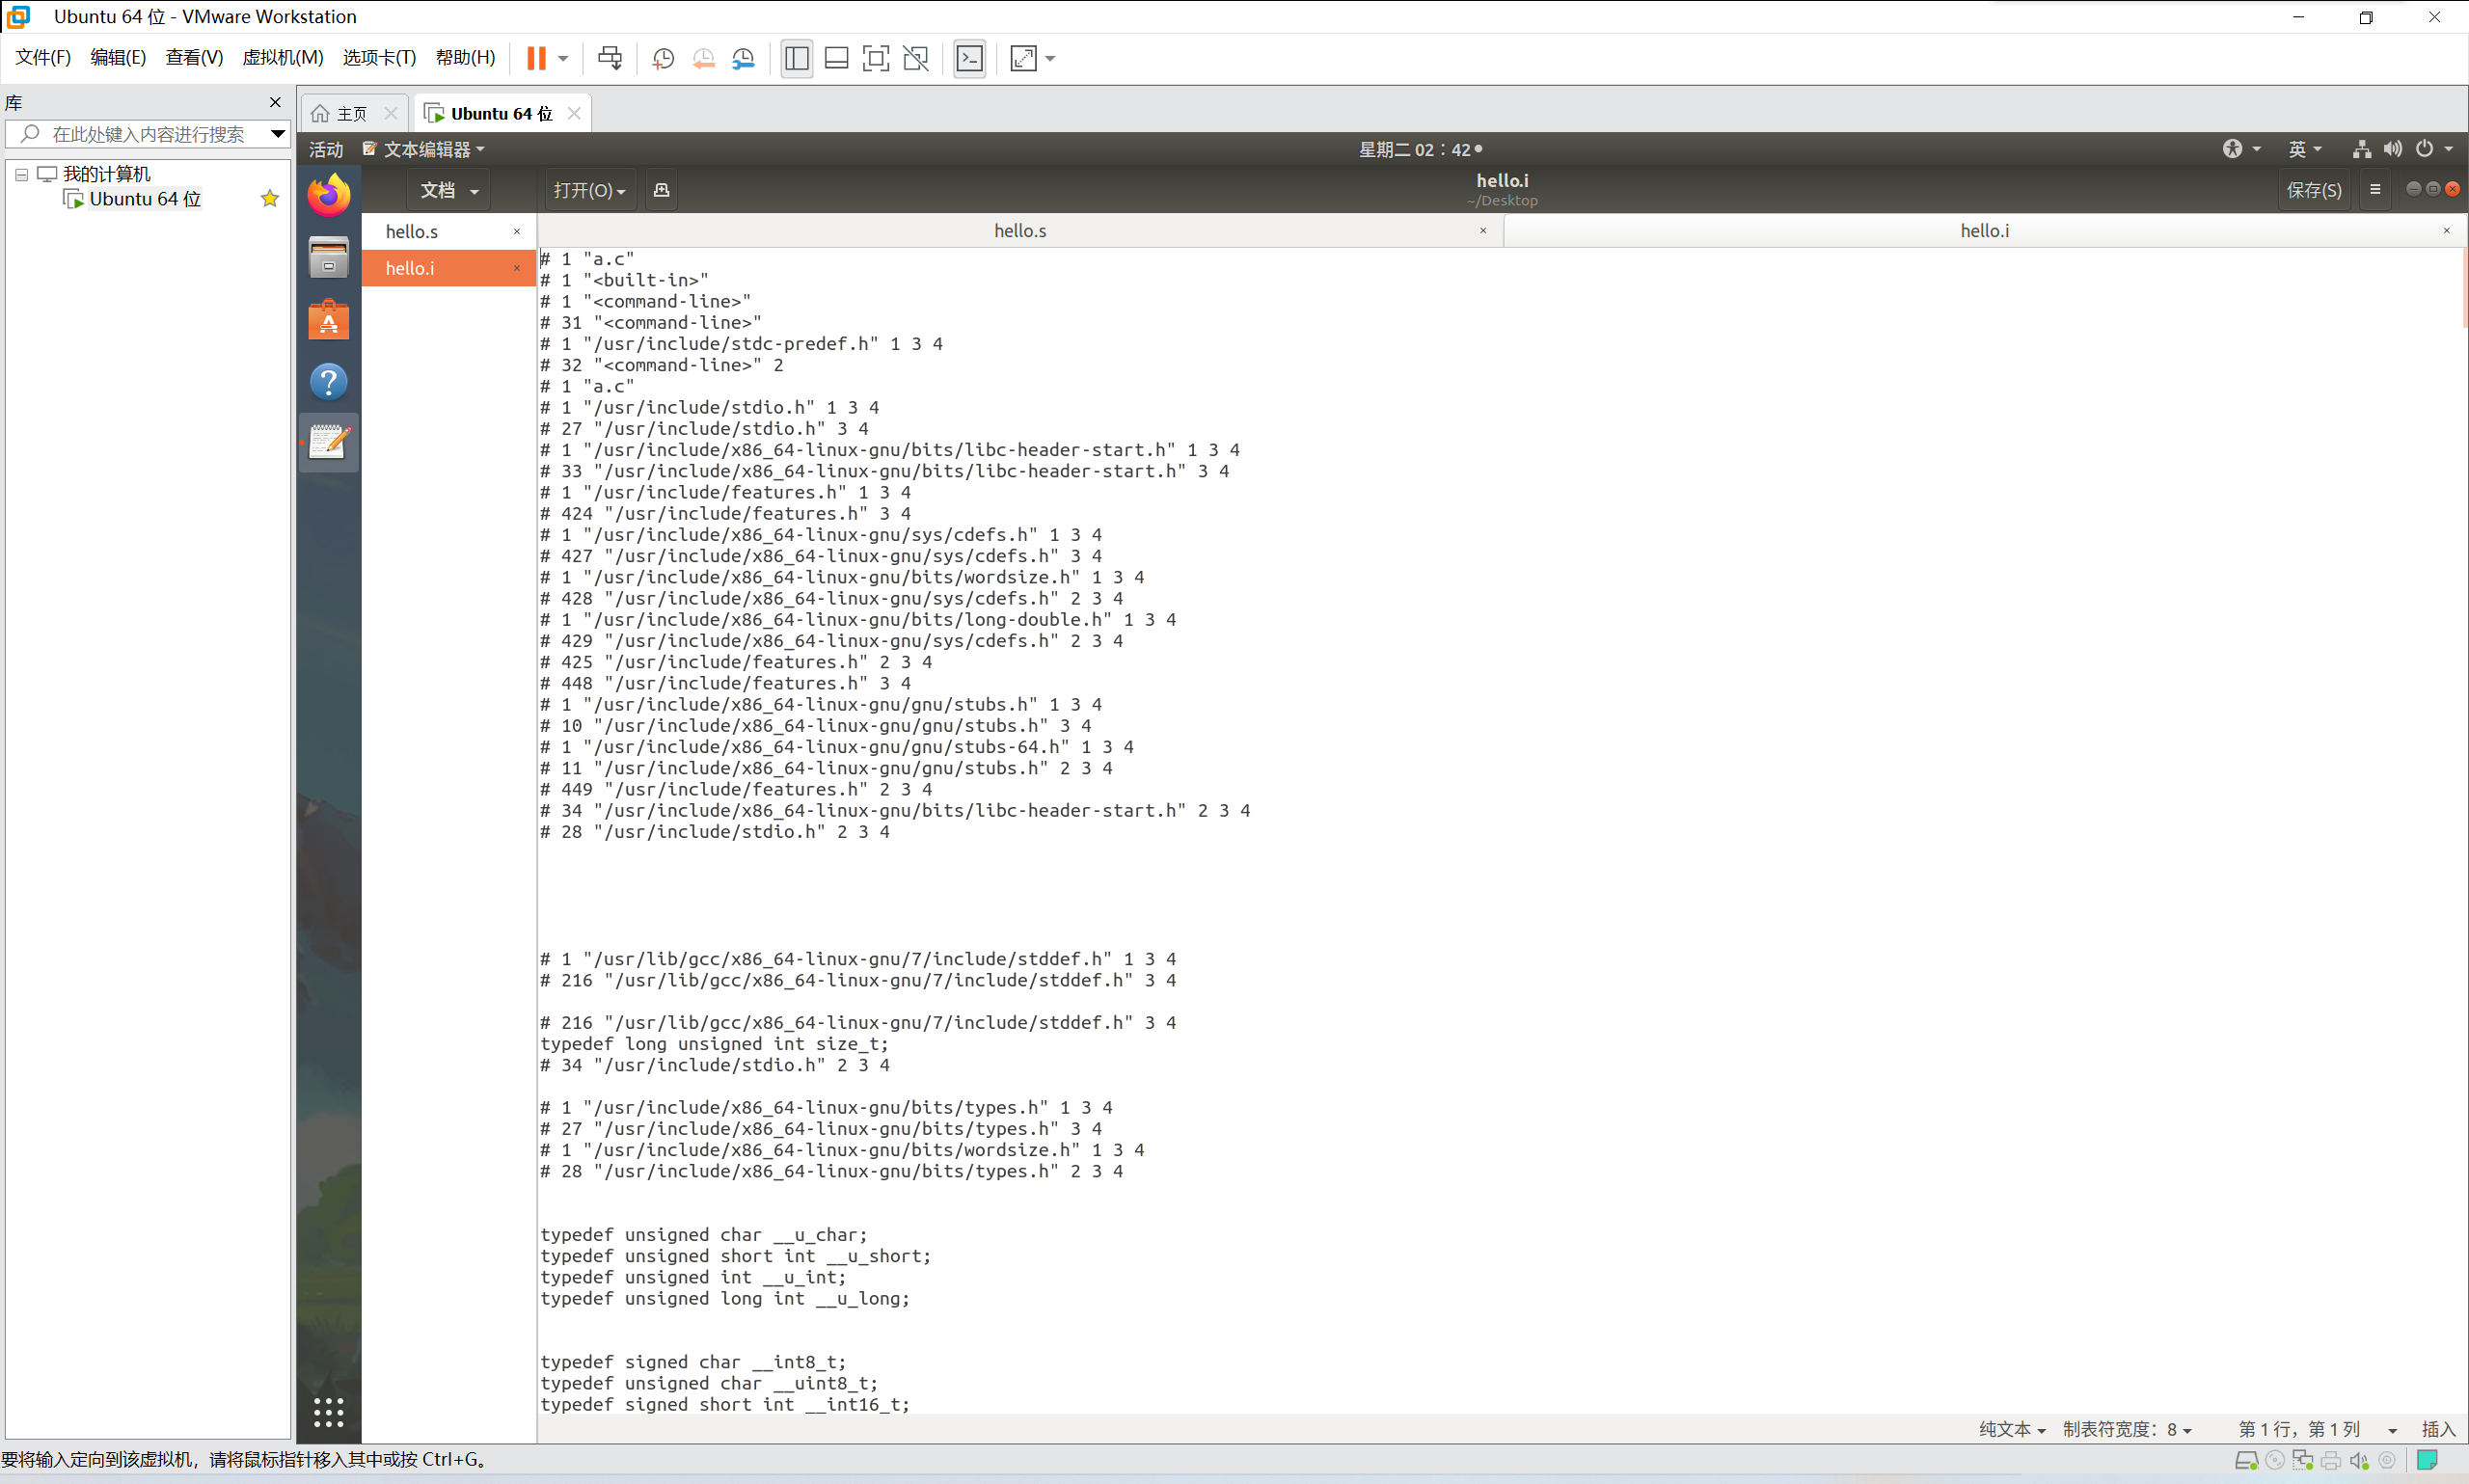 Ubuntu 64 位 - VMware Workstation
文件(F) 编辑(E) 查看(V) 虚拟机(M) 选项卡(T) 帮助(H)
库
在此处键入内容进行搜索
我的计算机
Ubuntu 64 位
主页 Ubuntu 64 位
活动 文本编辑器 星期二 02：42 英
文档 打开(O) hello.i 保存(S)
~/Desktop
hello.s
hello.i
hello.s hello.i
# 1 "a.c"
# 1 "<built-in>"
# 1 "<command-line>"
# 31 "<command-line>"
# 1 "/usr/include/stdc-predef.h" 1 3 4
# 32 "<command-line>" 2
# 1 "a.c"
# 1 "/usr/include/stdio.h" 1 3 4
# 27 "/usr/include/stdio.h" 3 4
# 1 "/usr/include/x86_64-linux-gnu/bits/libc-header-start.h" 1 3 4
# 33 "/usr/include/x86_64-linux-gnu/bits/libc-header-start.h" 3 4
# 1 "/usr/include/features.h" 1 3 4
# 424 "/usr/include/features.h" 3 4
# 1 "/usr/include/x86_64-linux-gnu/sys/cdefs.h" 1 3 4
# 427 "/usr/include/x86_64-linux-gnu/sys/cdefs.h" 3 4
# 1 "/usr/include/x86_64-linux-gnu/bits/wordsize.h" 1 3 4
# 428 "/usr/include/x86_64-linux-gnu/sys/cdefs.h" 2 3 4
# 1 "/usr/include/x86_64-linux-gnu/bits/long-double.h" 1 3 4
# 429 "/usr/include/x86_64-linux-gnu/sys/cdefs.h" 2 3 4
# 425 "/usr/include/features.h" 2 3 4
# 448 "/usr/include/features.h" 3 4
# 1 "/usr/include/x86_64-linux-gnu/gnu/stubs.h" 1 3 4
# 10 "/usr/include/x86_64-linux-gnu/gnu/stubs.h" 3 4
# 1 "/usr/include/x86_64-linux-gnu/gnu/stubs-64.h" 1 3 4
# 11 "/usr/include/x86_64-linux-gnu/gnu/stubs.h" 2 3 4
# 449 "/usr/include/features.h" 2 3 4
# 34 "/usr/include/x86_64-linux-gnu/bits/libc-header-start.h" 2 3 4
# 28 "/usr/include/stdio.h" 2 3 4
# 1 "/usr/lib/gcc/x86_64-linux-gnu/7/include/stddef.h" 1 3 4
# 216 "/usr/lib/gcc/x86_64-linux-gnu/7/include/stddef.h" 3 4
# 216 "/usr/lib/gcc/x86_64-linux-gnu/7/include/stddef.h" 3 4
typedef long unsigned int size_t;
# 34 "/usr/include/stdio.h" 2 3 4
# 1 "/usr/include/x86_64-linux-gnu/bits/types.h" 1 3 4
# 27 "/usr/include/x86_64-linux-gnu/bits/types.h" 3 4
# 1 "/usr/include/x86_64-linux-gnu/bits/wordsize.h" 1 3 4
# 28 "/usr/include/x86_64-linux-gnu/bits/types.h" 2 3 4
typedef unsigned char __u_char;
typedef unsigned short int __u_short;
typedef unsigned int __u_int;
typedef unsigned long int __u_long;
typedef signed char __int8_t;
typedef unsigned char __uint8_t;
typedef signed short int __int16_t;
纯文本 制表符宽度：8 第 1 行，第 1 列 插入
要将输入定向到该虚拟机，请将鼠标指针移入其中或按 Ctrl+G。